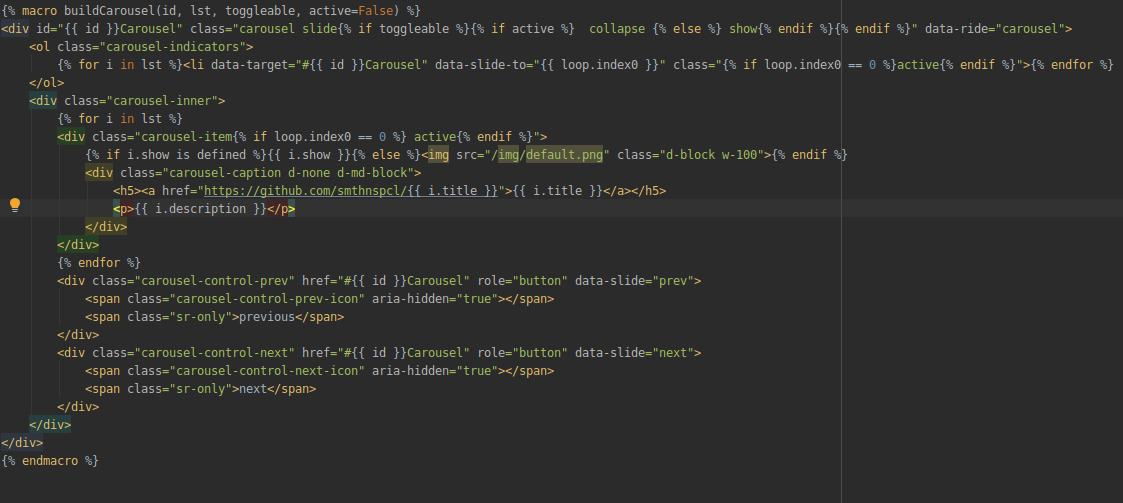 {% macro buildCarousel(id, lst, toggleable, active=False) %}
<div id="{{ id }}Carousel" class="carousel slide{% if toggleable %}{% if active %}  collapse {% else %} show{% endif %}{% endif %}" data-ride="carousel">
    <ol class="carousel-indicators">
        {% for i in lst %}<li data-target="#{{ id }}Carousel" data-slide-to="{{ loop.index0 }}" class="{% if loop.index0 == 0 %}active{% endif %}">{% endfor %}
    </ol>
    <div class="carousel-inner">
        {% for i in lst %}
        <div class="carousel-item{% if loop.index0 == 0 %} active{% endif %}">
            {% if i.show is defined %}{{ i.show }}{% else %}<img src="/img/default.png" class="d-block w-100">{% endif %}
            <div class="carousel-caption d-none d-md-block">
                <h5><a href="https://github.com/smthnspcl/{{ i.title }}">{{ i.title }}</a></h5>
                <p>{{ i.description }}</p>
            </div>
        </div>
        {% endfor %}
        <div class="carousel-control-prev" href="#{{ id }}Carousel" role="button" data-slide="prev">
            <span class="carousel-control-prev-icon" aria-hidden="true"></span>
            <span class="sr-only">previous</span>
        </div>
        <div class="carousel-control-next" href="#{{ id }}Carousel" role="button" data-slide="next">
            <span class="carousel-control-next-icon" aria-hidden="true"></span>
            <span class="sr-only">next</span>
        </div>
    </div>
</div>
{% endmacro %}